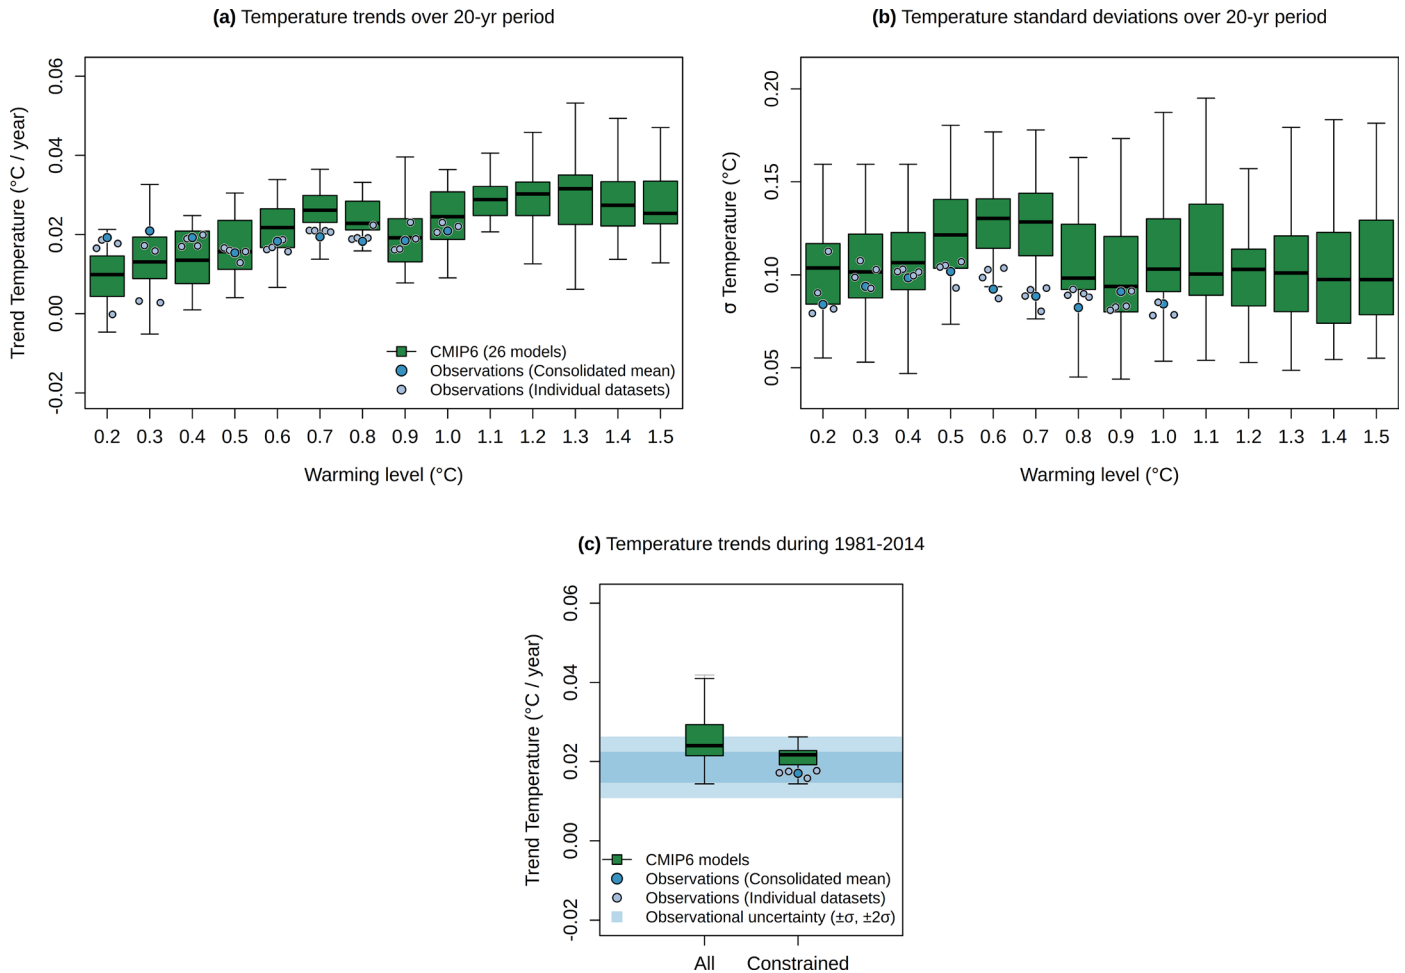 (a) Temperature trends over 20-yr period
Trend Temperature (°C / year)
0.06
0.04
0.02
0.00
-0.02
CMIP6 (26 models)
Observations (Consolidated mean)
Observations (Individual datasets)
0.2 0.3 0.4 0.5 0.6 0.7 0.8 0.9 1.0 1.1 1.2 1.3 1.4 1.5
Warming level (°C)
(b) Temperature standard deviations over 20-yr period
σ Temperature (°C)
0.20
0.15
0.10
0.05
0.2 0.3 0.4 0.5 0.6 0.7 0.8 0.9 1.0 1.1 1.2 1.3 1.4 1.5
Warming level (°C)
(c) Temperature trends during 1981-2014
Trend Temperature (°C / year)
0.06
0.04
0.02
0.00
-0.02
CMIP6 models
Observations (Consolidated mean)
Observations (Individual datasets)
Observational uncertainty (±σ, ±2σ)
All Constrained